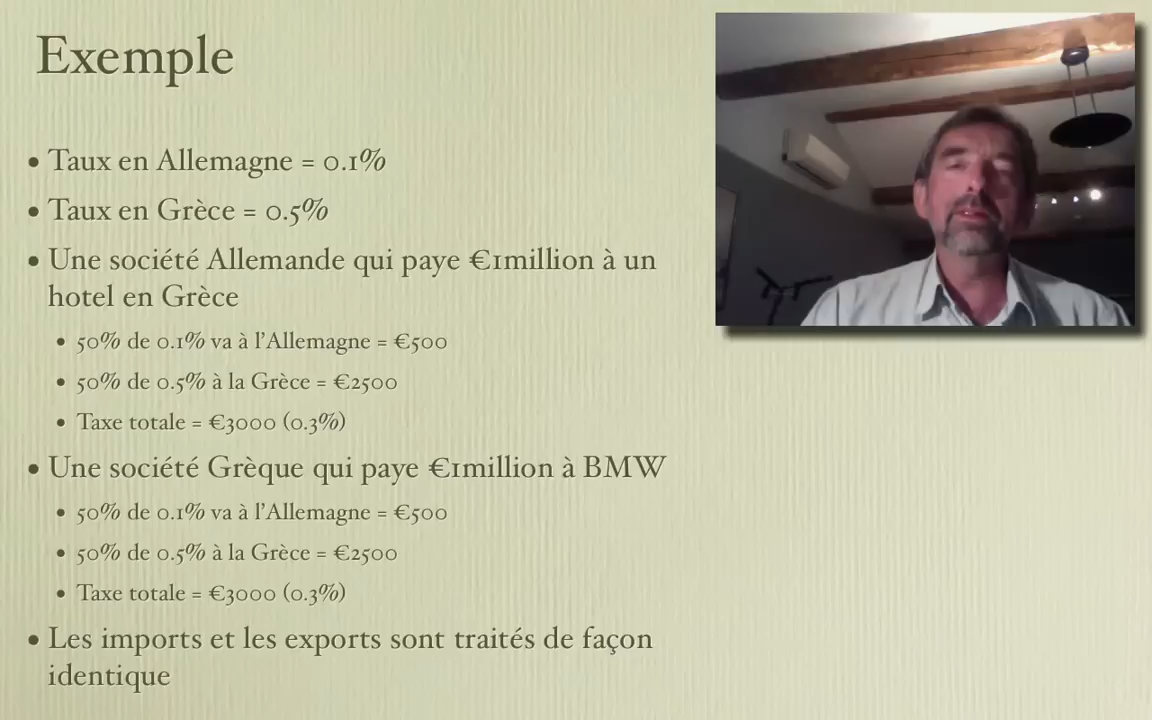 Exemple
• Taux en Allemagne = 0.1%
• Taux en Grèce = 0.5%
• Une société Allemande qui paye €1million à un
hotel en Grèce
• 50% de 0.1% va à l’Allemagne = €500
• 50% de 0.5% à la Grèce = €2500
• Taxe totale = €3000 (0.3%)
• Une société Grèque qui paye €1million à BMW
• 50% de 0.1% va à l’Allemagne = €500
• 50% de 0.5% à la Grèce = €2500
• Taxe totale = €3000 (0.3%)
• Les imports et les exports sont traités de façon
identique